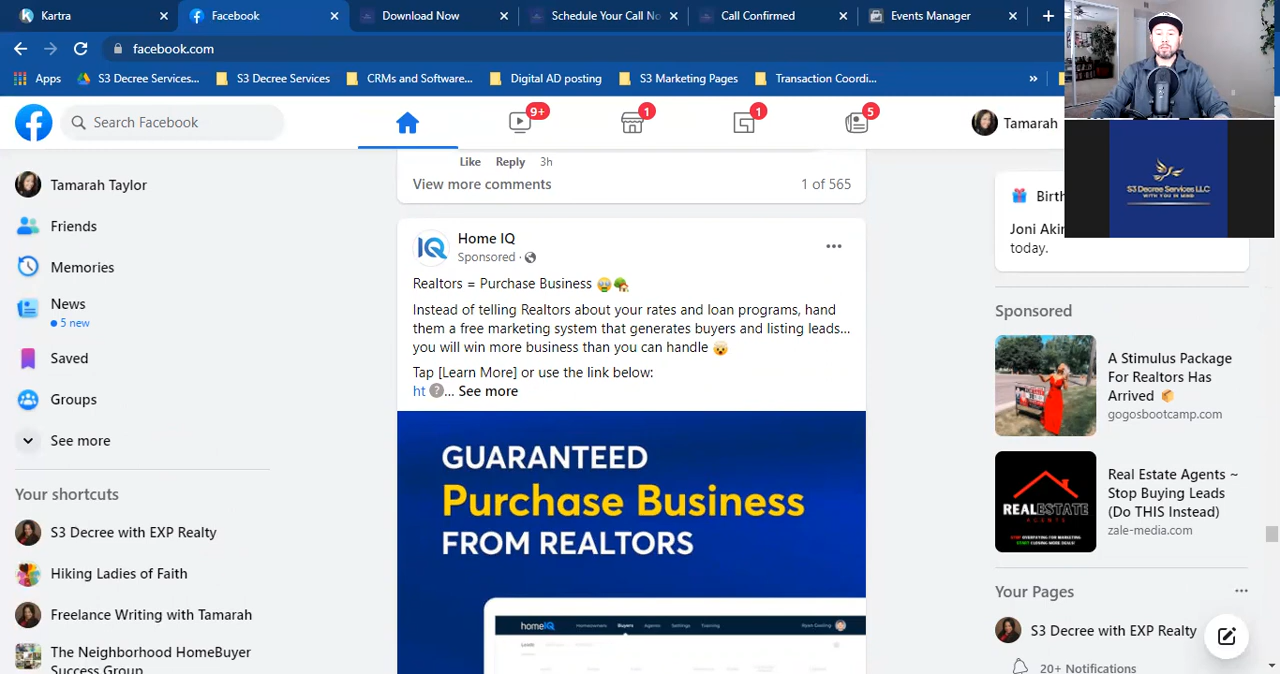 Kartra
Facebook
Download Now
Schedule Your Call No
Call Confirmed
Events Manager
facebook.com
Apps
S3 Decree Services...
S3 Decree Services
CRMs and Software...
Digital AD posting
S3 Marketing Pages
Transaction Coordi...
»
Search Facebook
9+
1
1
5
Tamarah
S3 DECREE SERVICES LLC
WITH YOU IN MIND
Tamarah Taylor
Friends
Memories
News
5 new
Saved
Groups
See more
Your shortcuts
S3 Decree with EXP Realty
Hiking Ladies of Faith
Freelance Writing with Tamarah
The Neighborhood HomeBuyer
Success Group
Like Reply 3h
View more comments
1 of 565
IQ
Home IQ
Sponsored ·
Realtors = Purchase Business
Instead of telling Realtors about your rates and loan programs, hand
them a free marketing system that generates buyers and listing leads...
you will win more business than you can handle
Tap [Learn More] or use the link below:
ht ... See more
GUARANTEED
Purchase Business
FROM REALTORS
homeIQ
Homeowners
Buyers
Agents
Settings
Training
Birth
Joni Akin
today.
Sponsored
A Stimulus Package
For Realtors Has
Arrived
gogosbootcamp.com
REALESTATE
AGENTS
Real Estate Agents ~
Stop Buying Leads
(Do THIS Instead)
zale-media.com
Your Pages
S3 Decree with EXP Realty
20+ Notifications